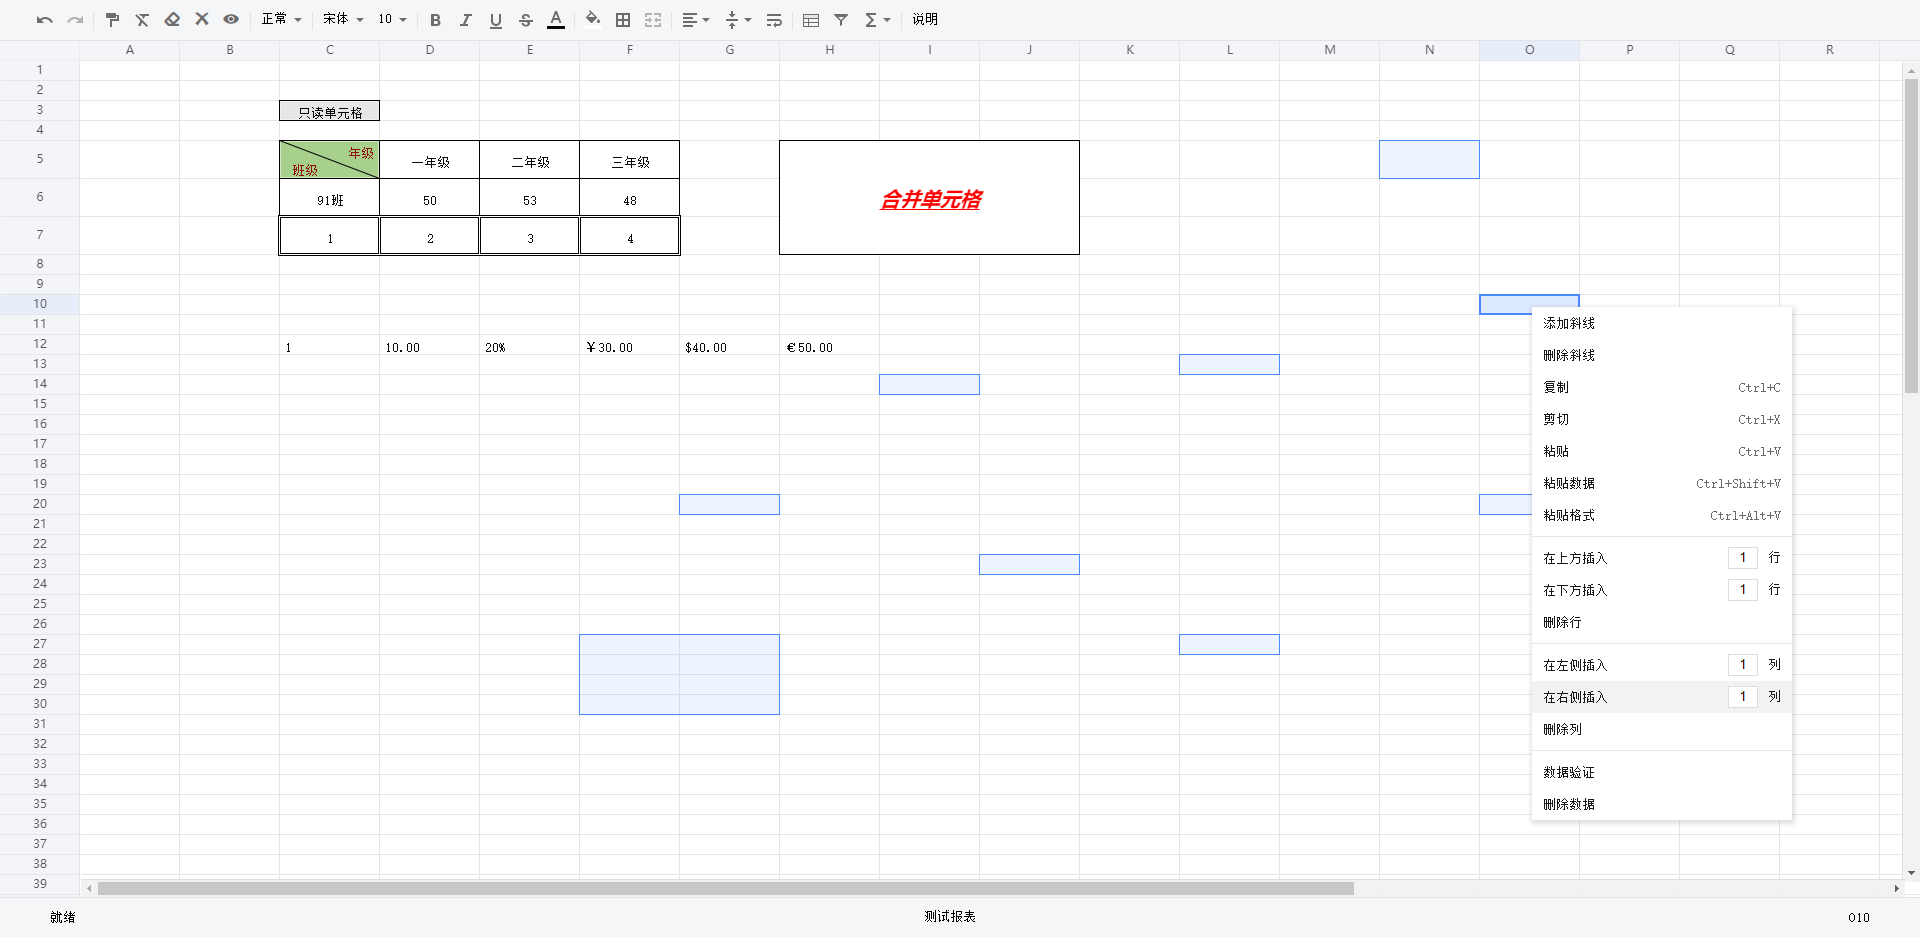 正常 宋体 10 B I U S A Σ 说明
A B C D E F G H I J K L M N O P Q R
1
2
3 只读单元格
4
5 年级 班级 一年级 二年级 三年级
6 91班 50 53 48 合并单元格
7 1 2 3 4
8
9
10
11
12 1 10.00 20% ￥30.00 $40.00 €50.00
13
14
15
16
17
18
19
20
21
22
23
24
25
26
27
28
29
30
31
32
33
34
35
36
37
38
39
添加斜线
删除斜线
复制 Ctrl+C
剪切 Ctrl+X
粘贴 Ctrl+V
粘贴数据 Ctrl+Shift+V
粘贴格式 Ctrl+Alt+V
在上方插入 1 行
在下方插入 1 行
删除行
在左侧插入 1 列
在右侧插入 1 列
删除列
数据验证
删除数据
就绪 测试报表 O10